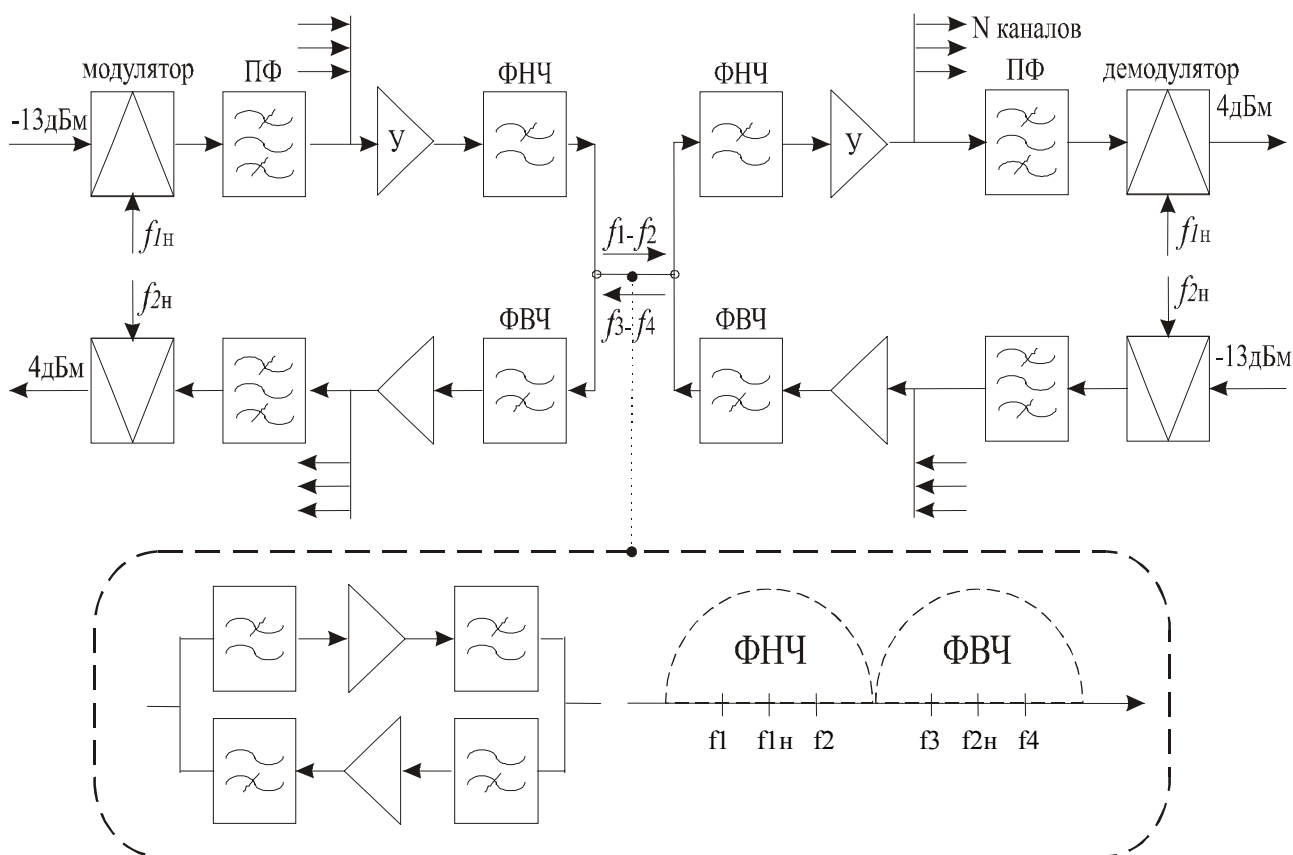 N каналов
модулятор
ПФ
ФНЧ
ФНЧ
ПФ
демодулятор
-13дБм
У
У
4дБм
f1н
f1-f2
f1н
f2н
f3-f4
f2н
ФВЧ
ФВЧ
4дБм
-13дБм
ФНЧ
ФВЧ
f1
f1н
f2
f3
f2н
f4